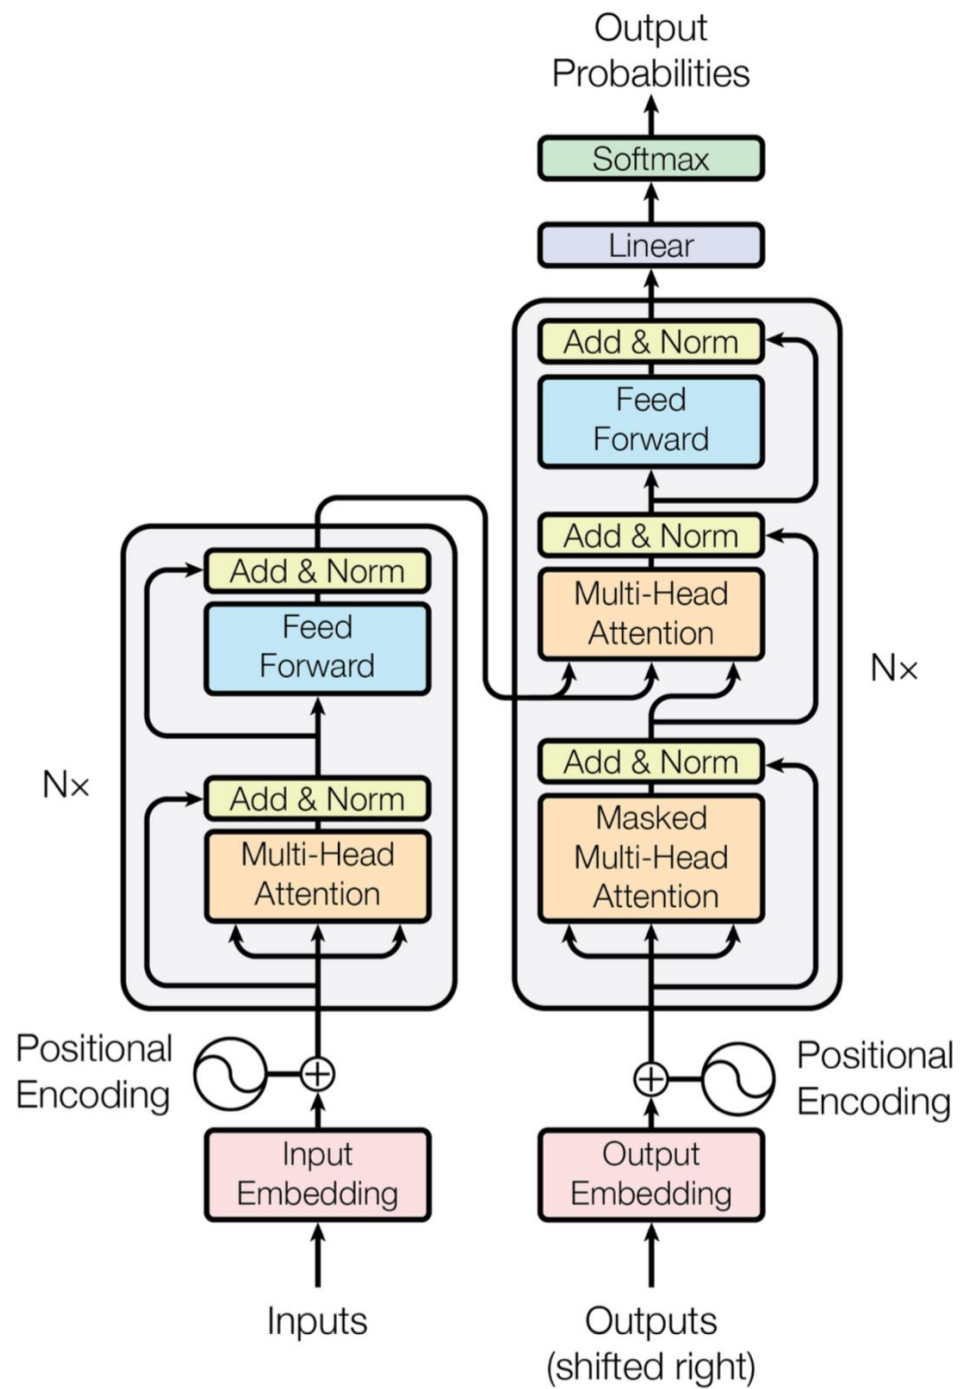 Output
Probabilities
Softmax
Linear
Add & Norm
Feed
Forward
Add & Norm
Multi-Head
Attention
Add & Norm
Masked
Multi-Head
Attention
N×
Add & Norm
Feed
Forward
Add & Norm
Multi-Head
Attention
N×
Positional
Encoding
Positional
Encoding
Input
Embedding
Output
Embedding
Inputs
Outputs
(shifted right)